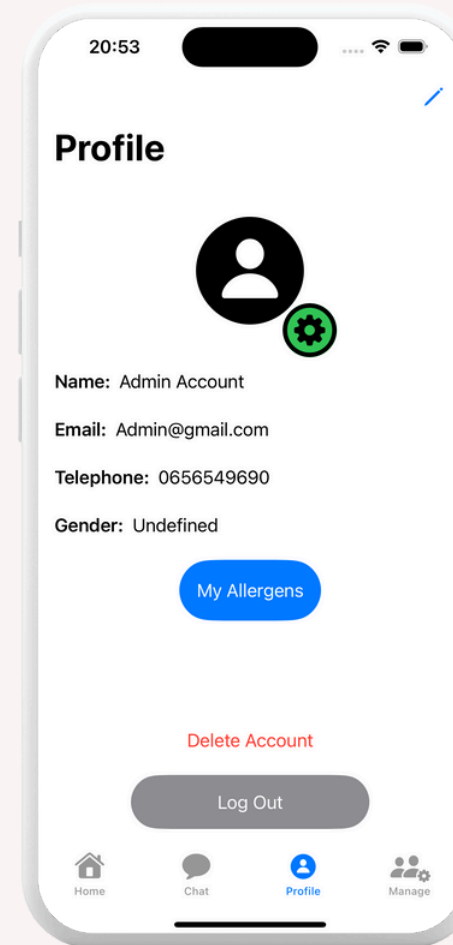 20:53
Profile
Name: Admin Account
Email: Admin@gmail.com
Telephone: 0656549690
Gender: Undefined
My Allergens
Delete Account
Log Out
Home Chat Profile Manage